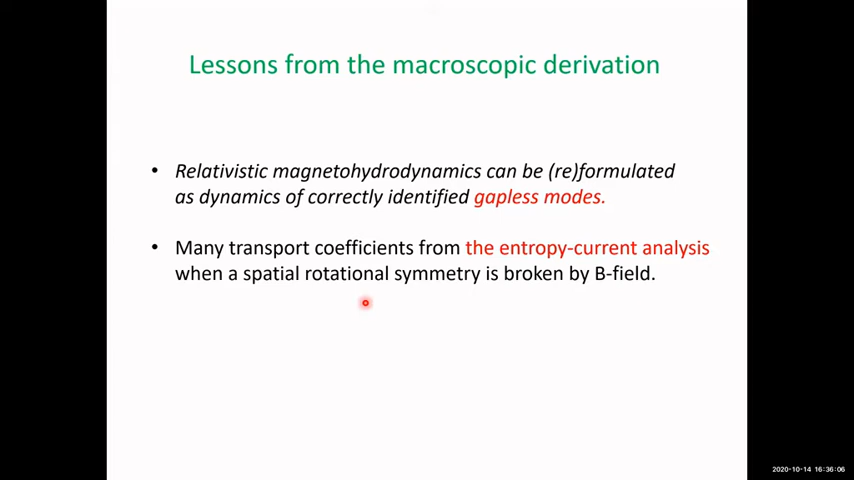 Lessons from the macroscopic derivation
• Relativistic magnetohydrodynamics can be (re)formulated
as dynamics of correctly identified gapless modes.
• Many transport coefficients from the entropy-current analysis
when a spatial rotational symmetry is broken by B-field.
2020-10-14 16:36:06